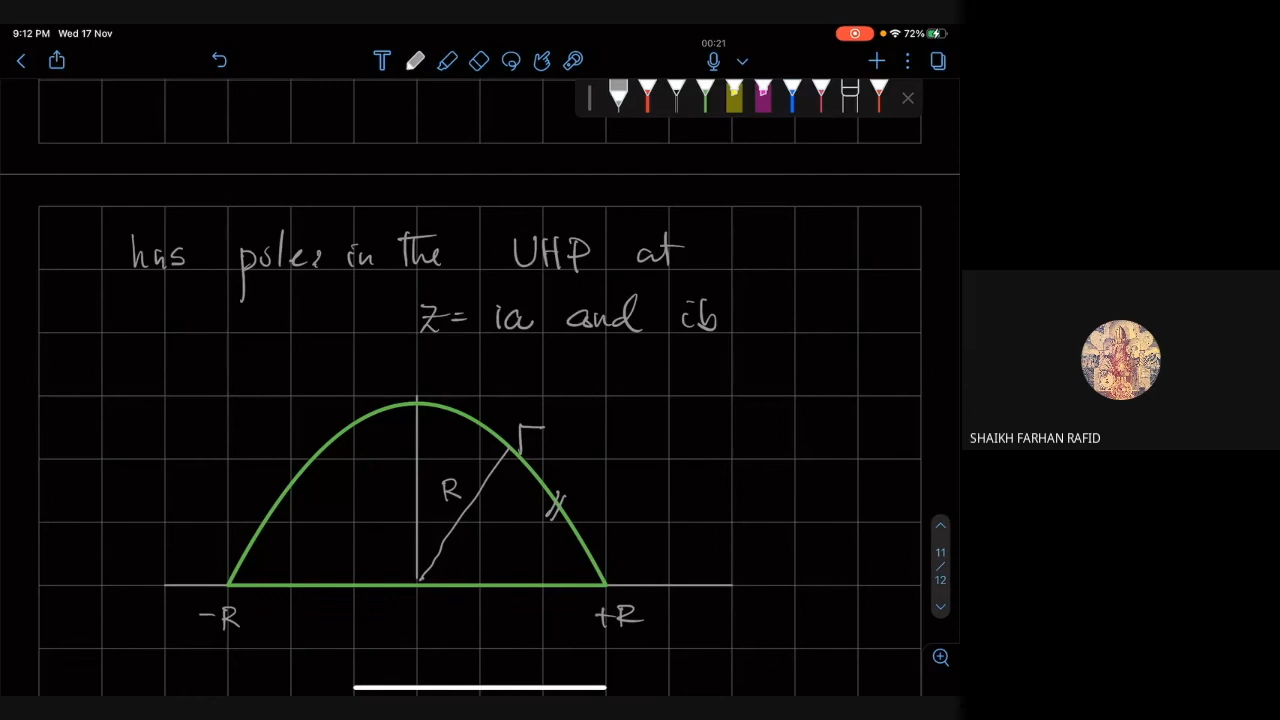 9:12 PM Wed 17 Nov
72%
00:21
T
has poles in the UHP at
z = ia and ib
Γ
R
-R
+R
11
/
12
SHAIKH FARHAN RAFID